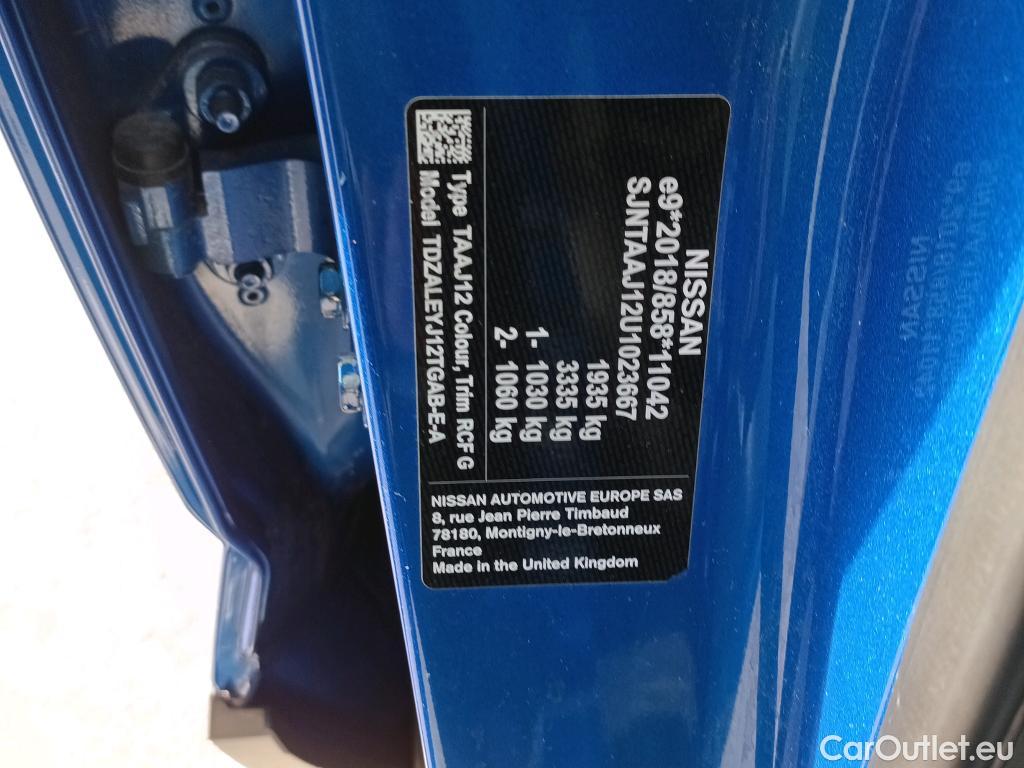 NISSAN
e9*2018/858*11042
SJNTAAJ12U1023667
1935 kg
3335 kg
1- 1030 kg
2- 1060 kg
Type TAAJ12 Colour, Trim RCF G
Model TDZALEYJ12TGAB-E-A
NISSAN AUTOMOTIVE EUROPE SAS
8, rue Jean Pierre Timbaud
78180, Montigny-le-Bretonneux
France
Made in the United Kingdom
CarOutlet.eu